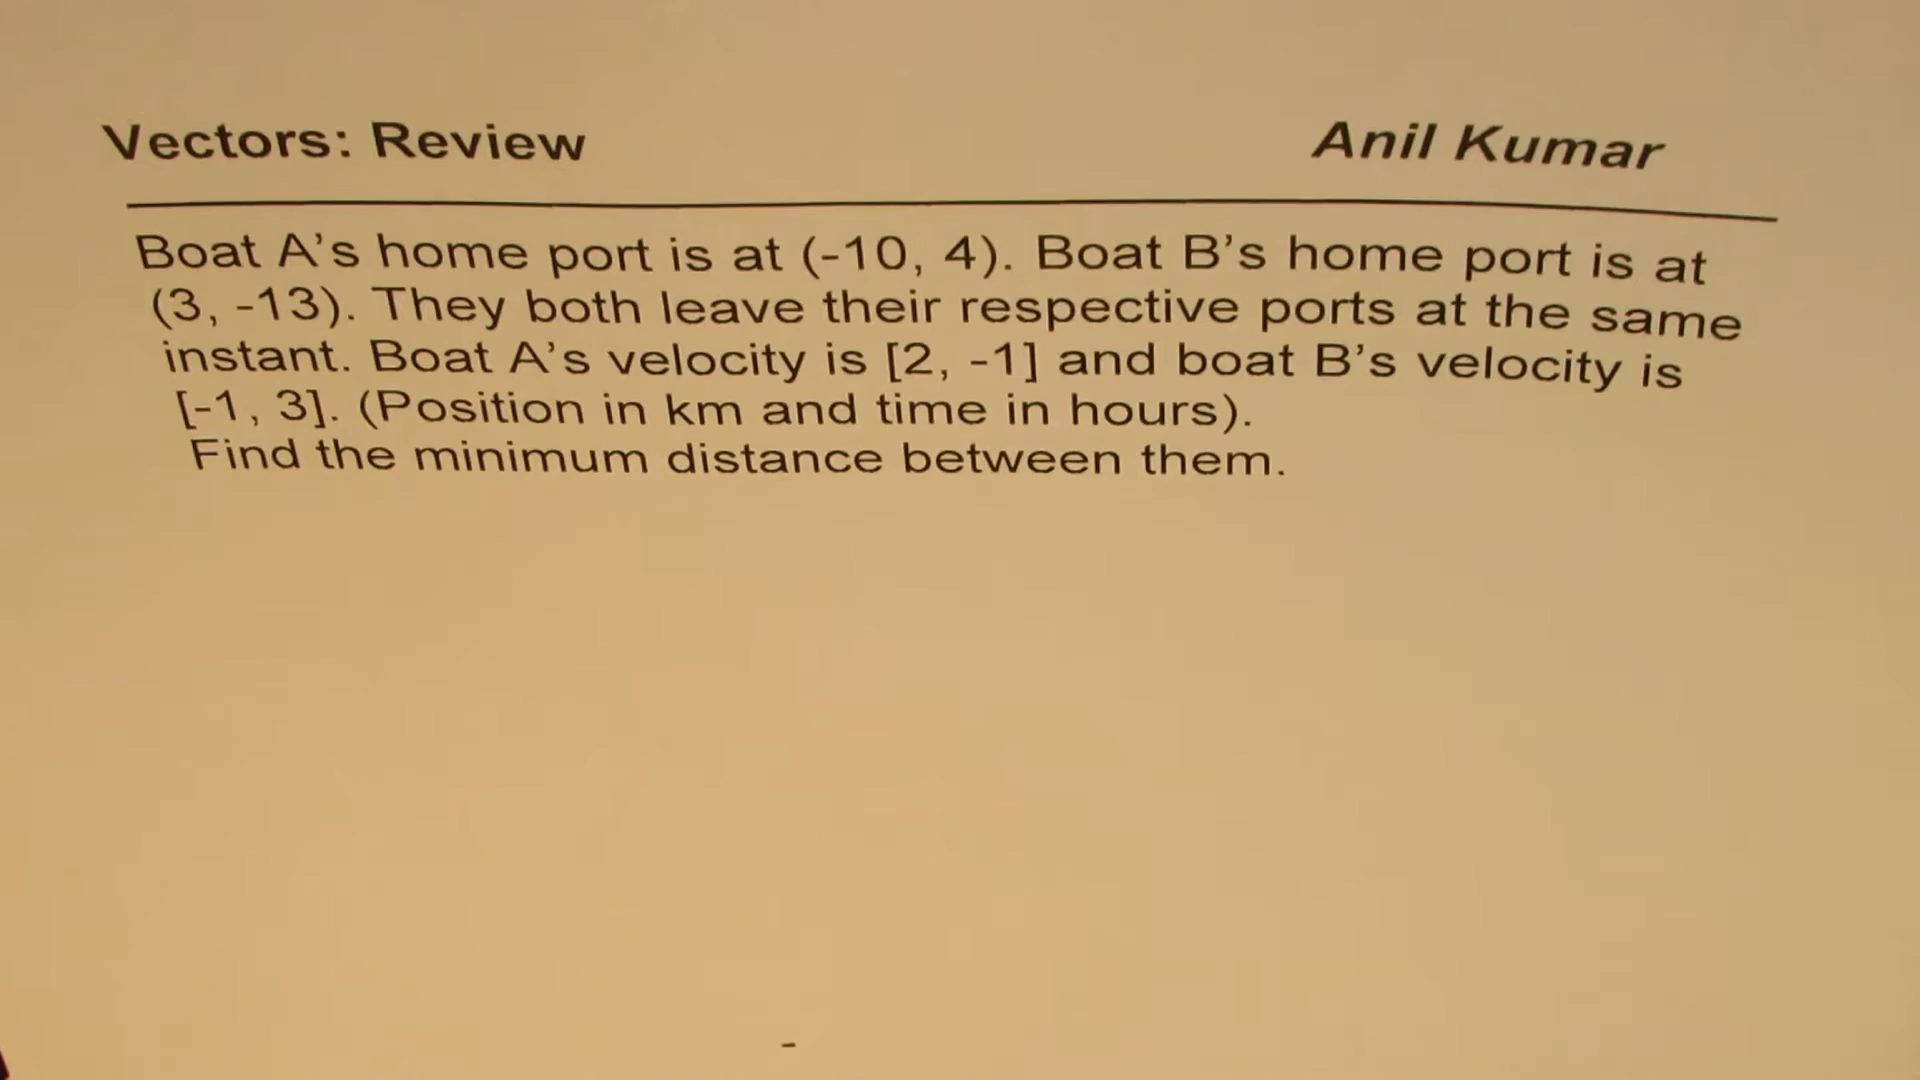 Vectors: Review
Anil Kumar
Boat A's home port is at (-10, 4). Boat B's home port is at
(3, -13). They both leave their respective ports at the same
instant. Boat A's velocity is [2, -1] and boat B's velocity is
[-1, 3]. (Position in km and time in hours).
Find the minimum distance between them.